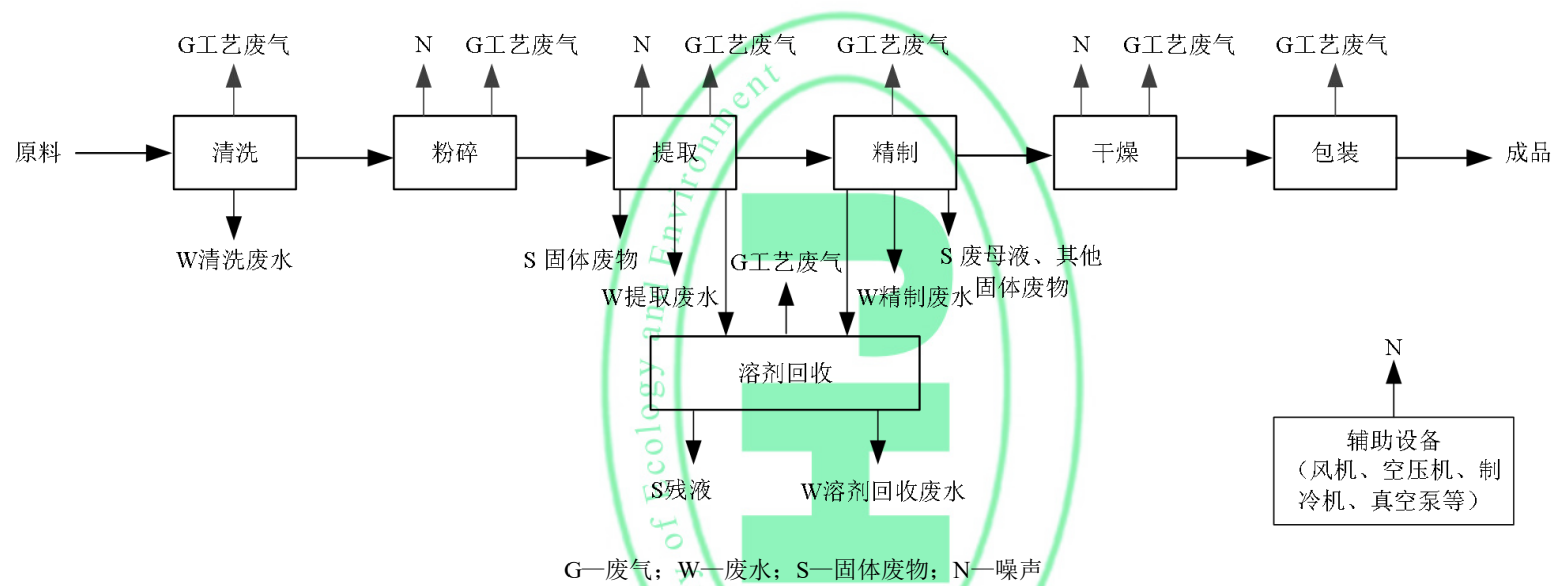 G工艺废气
N
G工艺废气
N
G工艺废气
G工艺废气
N
G工艺废气
G工艺废气
原料
清洗
粉碎
提取
精制
干燥
包装
成品
W清洗废水
S 固体废物
W提取废水
G工艺废气
W精制废水
S 废母液、其他
固体废物
溶剂回收
S残液
W溶剂回收废水
N
辅助设备
（风机、空压机、制
冷机、真空泵等）
G—废气；W—废水；S—固体废物；N—噪声
y of Ecology and Environment